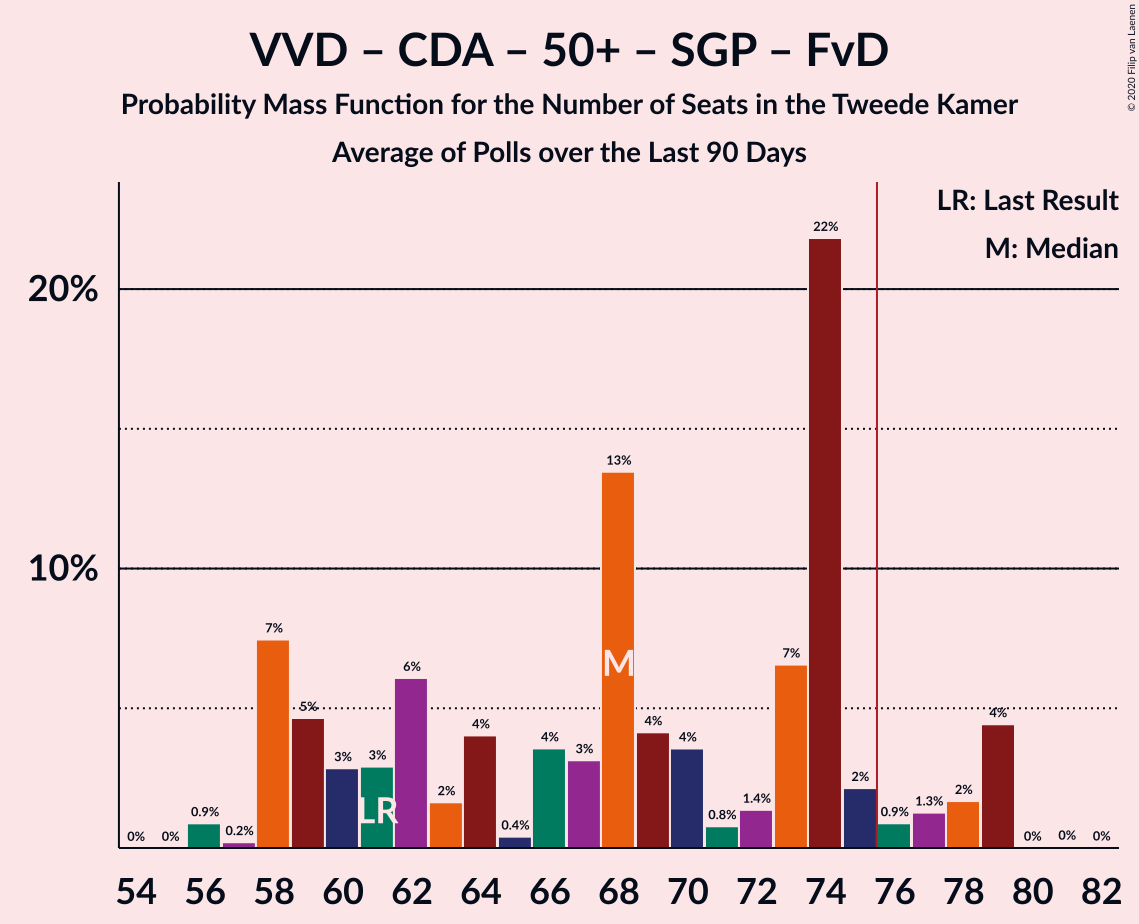 VVD – CDA – 50+ – SGP – FvD
Probability Mass Function for the Number of Seats in the Tweede Kamer
Average of Polls over the Last 90 Days
© 2020 Filip van Laenen
LR: Last Result
M: Median
20%
10%
0% 0% 0.9% 0.2% 7% 5% 3% 3% 6% 2% 4% 0.4% 4% 3% 13% 4% 4% 0.8% 1.4% 7% 22% 2% 0.9% 1.3% 2% 4% 0% 0% 0%
M
LR
54 56 58 60 62 64 66 68 70 72 74 76 78 80 82